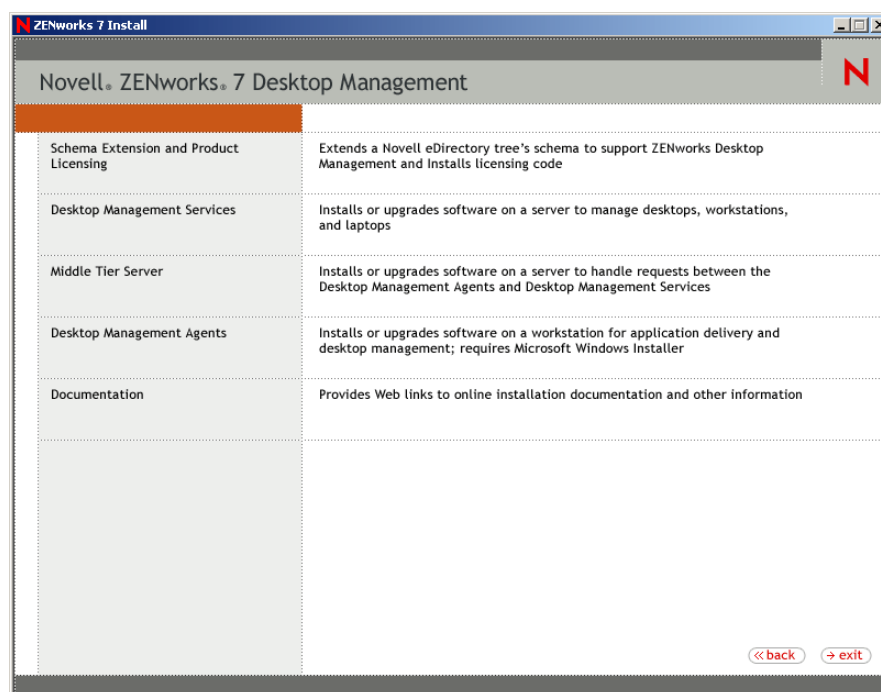 ZENworks 7 Install
Novell® ZENworks® 7 Desktop Management
N
Schema Extension and Product
Licensing
Extends a Novell eDirectory tree's schema to support ZENworks Desktop
Management and Installs licensing code
Desktop Management Services
Installs or upgrades software on a server to manage desktops, workstations,
and laptops
Middle Tier Server
Installs or upgrades software on a server to handle requests between the
Desktop Management Agents and Desktop Management Services
Desktop Management Agents
Installs or upgrades software on a workstation for application delivery and
desktop management; requires Microsoft Windows Installer
Documentation
Provides Web links to online installation documentation and other information
« back
→ exit